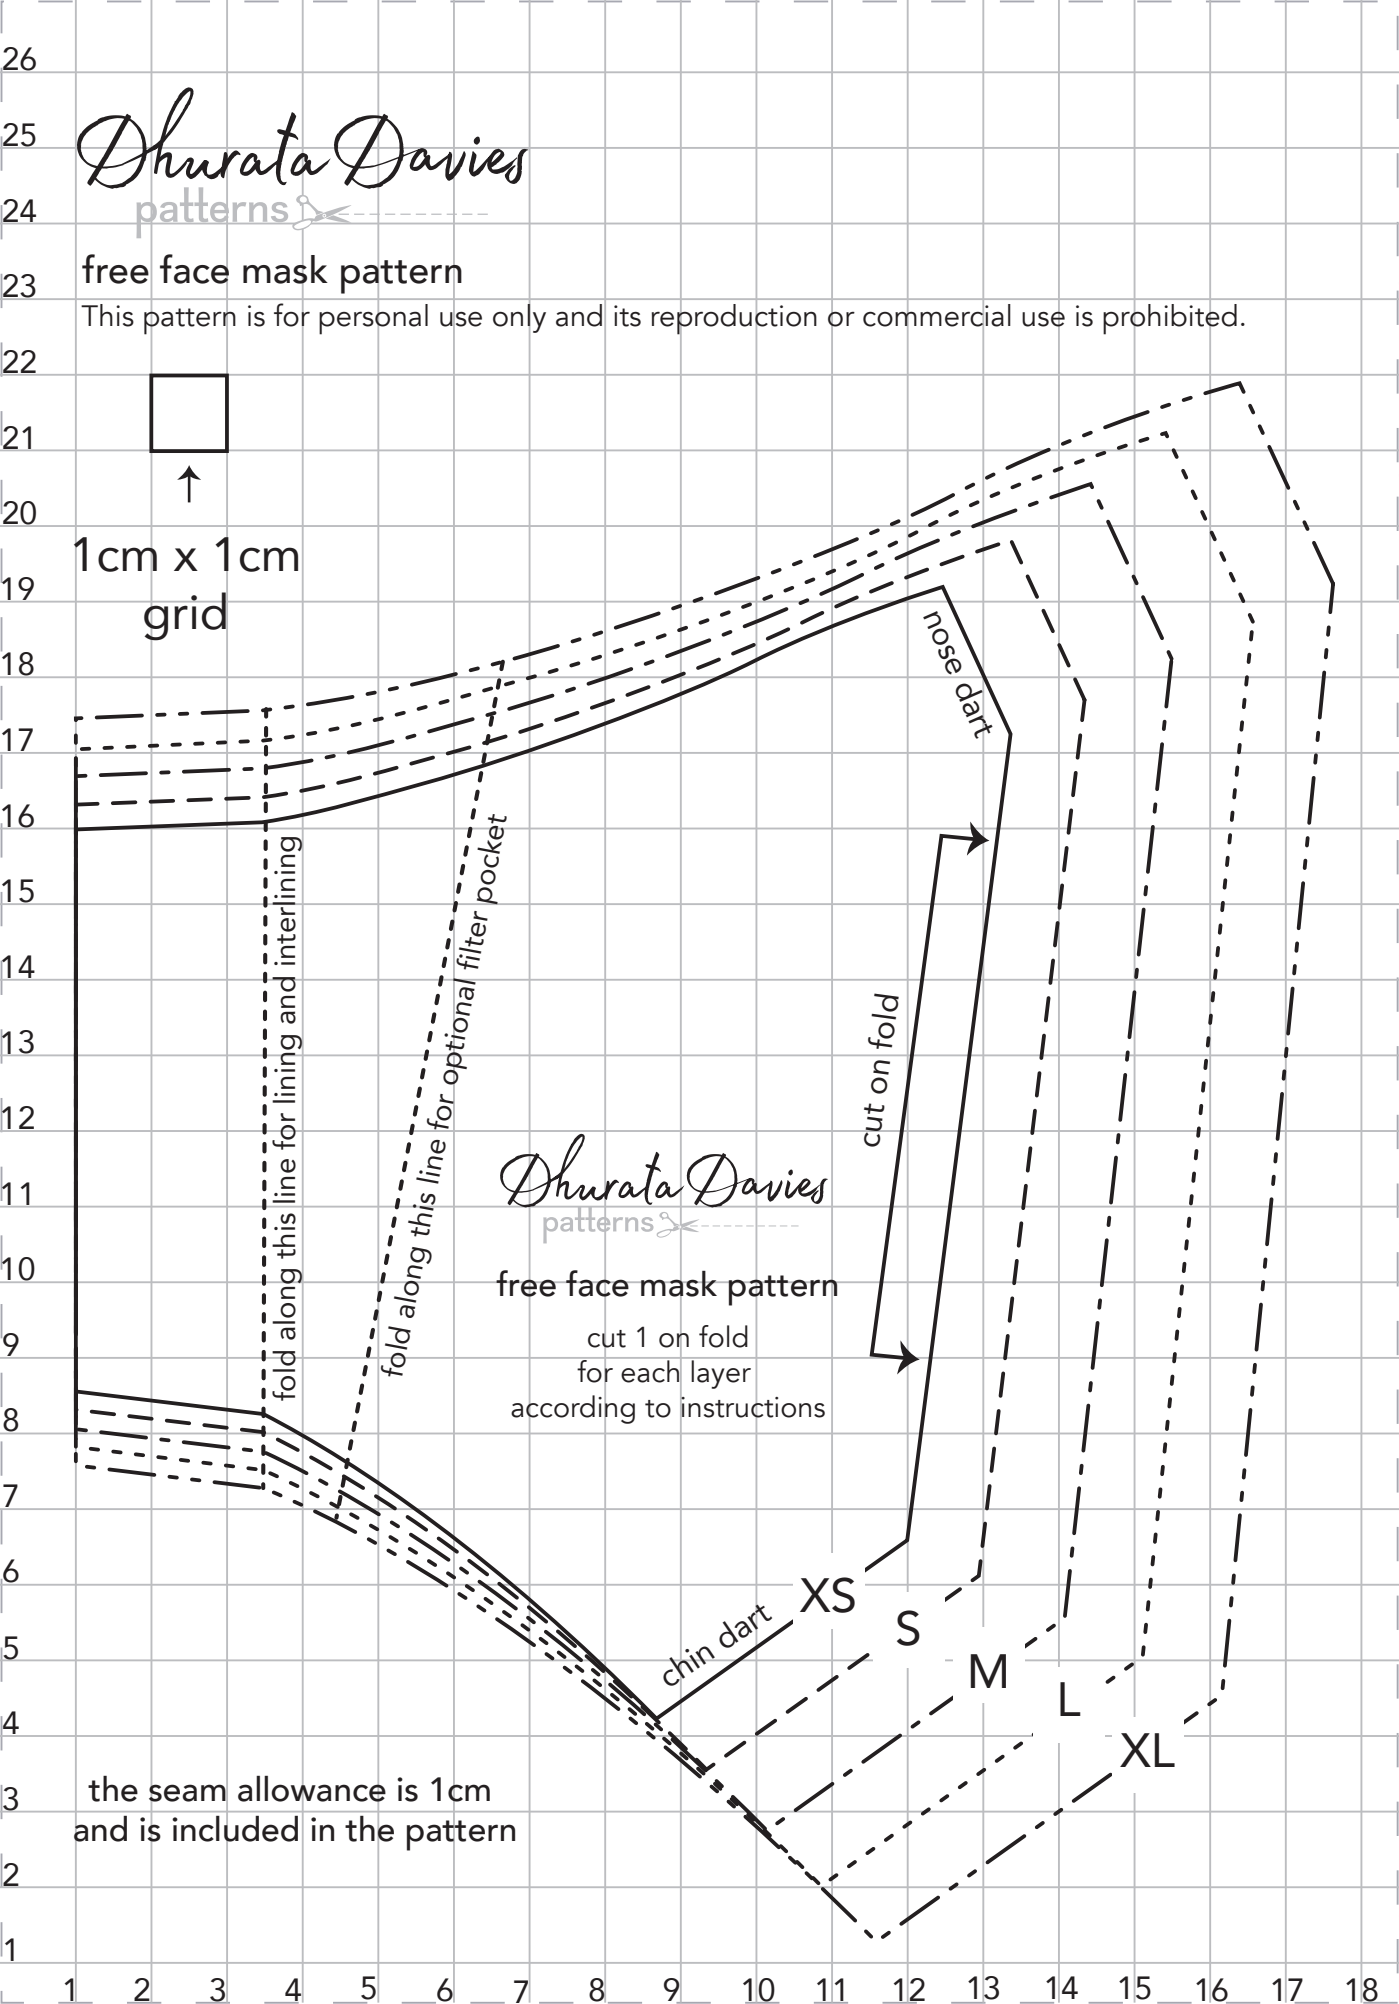 26
25
Dhurata Davies
24
patterns
free face mask pattern
23
This pattern is for personal use only and its reproduction or commercial use is prohibited.
22
21
20
1cm x 1cm
grid
19
nose dart
18
17
16
fold along this line for lining and interlining
fold along this line for optional filter pocket
15
14
cut on fold
13
12
11
Dhurata Davies
patterns
10
free face mask pattern
cut 1 on fold
for each layer
according to instructions
9
8
7
6
XS
S
chin dart
5
M
L
4
XL
the seam allowance is 1cm
and is included in the pattern
3
2
1
1 2 3 4 5 6 7 8 9 10 11 12 13 14 15 16 17 18